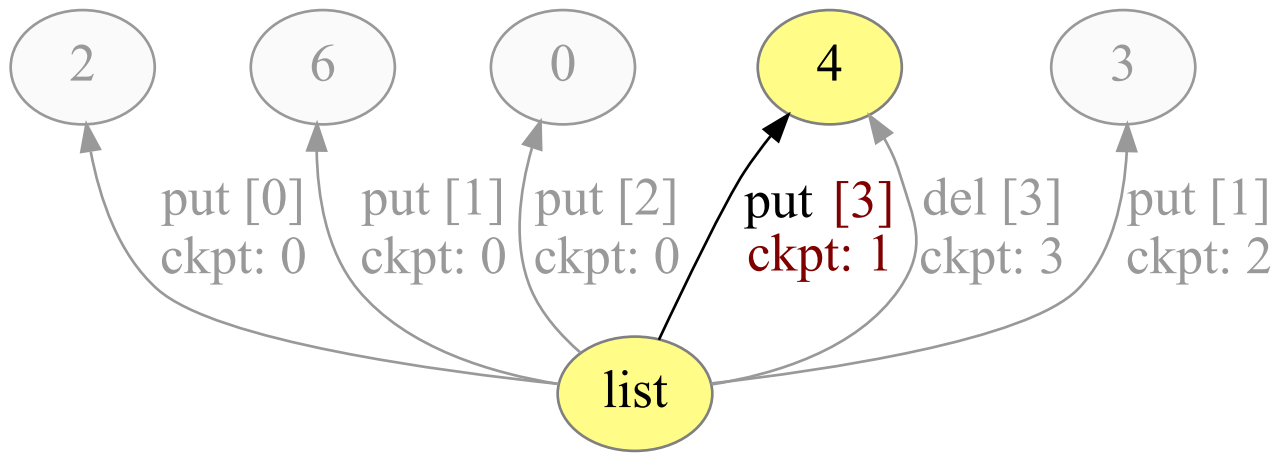 2
6
0
4
3
put [0]
ckpt: 0
put [1]
ckpt: 0
put [2]
ckpt: 0
put [3]
ckpt: 1
del [3]
ckpt: 3
put [1]
ckpt: 2
list